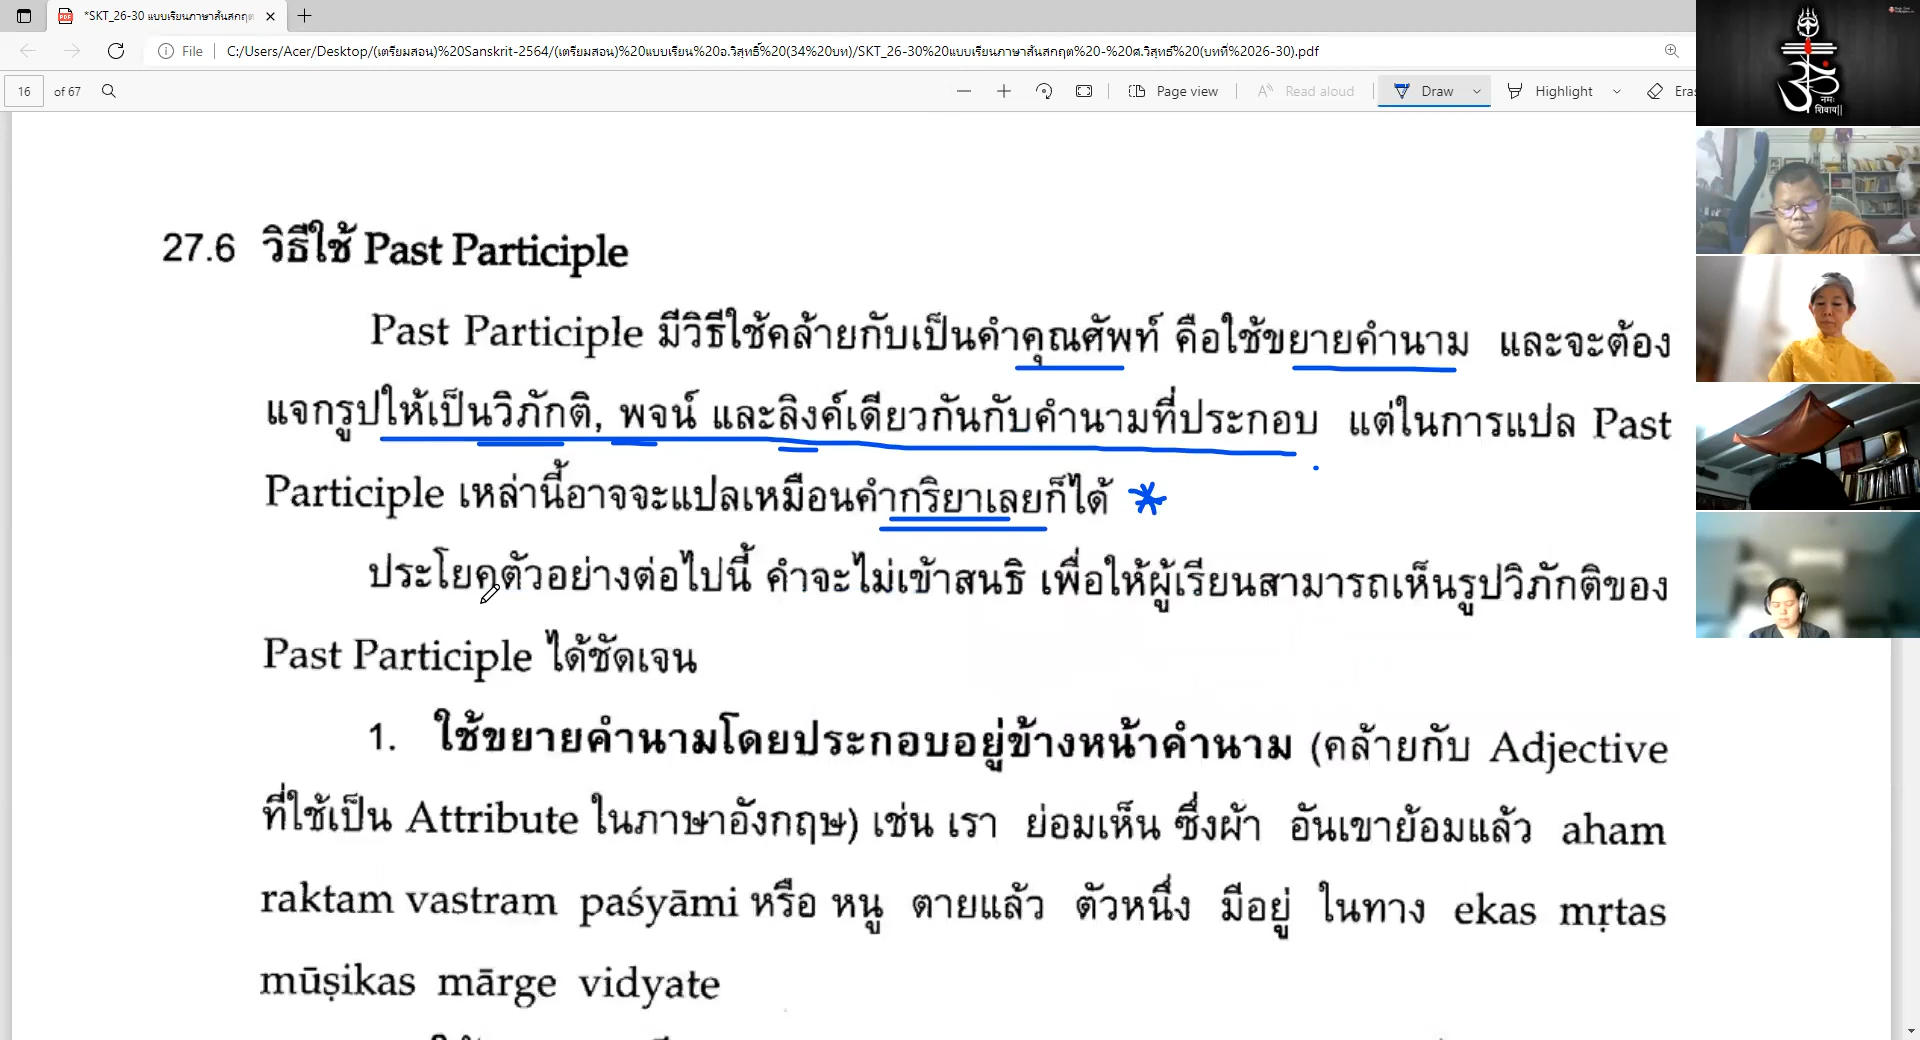 *SKT_26-30 แบบเรียนภาษาสันสกฤต
File C:/Users/Acer/Desktop/(เตรียมสอน)%20Sanskrit-2564/(เตรียมสอน)%20แบบเรียน%20อ.วิสุทธิ์%20(34%20บท)/SKT_26-30%20แบบเรียนภาษาสันสกฤต%20-%20ศ.วิสุทธ์%20(บทที่%2026-30).pdf
16 of 67 Page view Read aloud Draw Highlight
27.6 วิธีใช้ Past Participle
Past Participle มีวิธีใช้คล้ายกับเป็นคำคุณศัพท์ คือใช้ขยายคำนาม และจะต้อง
แจกรูปให้เป็นวิภักติ, พจน์ และลิงค์เดียวกันกับคำนามที่ประกอบ แต่ในการแปล Past
Participle เหล่านี้อาจจะแปลเหมือนคำกริยาเลยก็ได้ *
ประโยคตัวอย่างต่อไปนี้ คำจะไม่เข้าสนธิ เพื่อให้ผู้เรียนสามารถเห็นรูปวิภักติของ
Past Participle ได้ชัดเจน
1. ใช้ขยายคำนามโดยประกอบอยู่ข้างหน้าคำนาม (คล้ายกับ Adjective
ที่ใช้เป็น Attribute ในภาษาอังกฤษ) เช่น เรา ย่อมเห็น ซึ่งผ้า อันเขาย้อมแล้ว aham
raktam vastram paśyāmi หรือ หนู ตายแล้ว ตัวหนึ่ง มีอยู่ ในทาง ekas mṛtas
mūṣikas mārge vidyate
नमः
शिवाय||